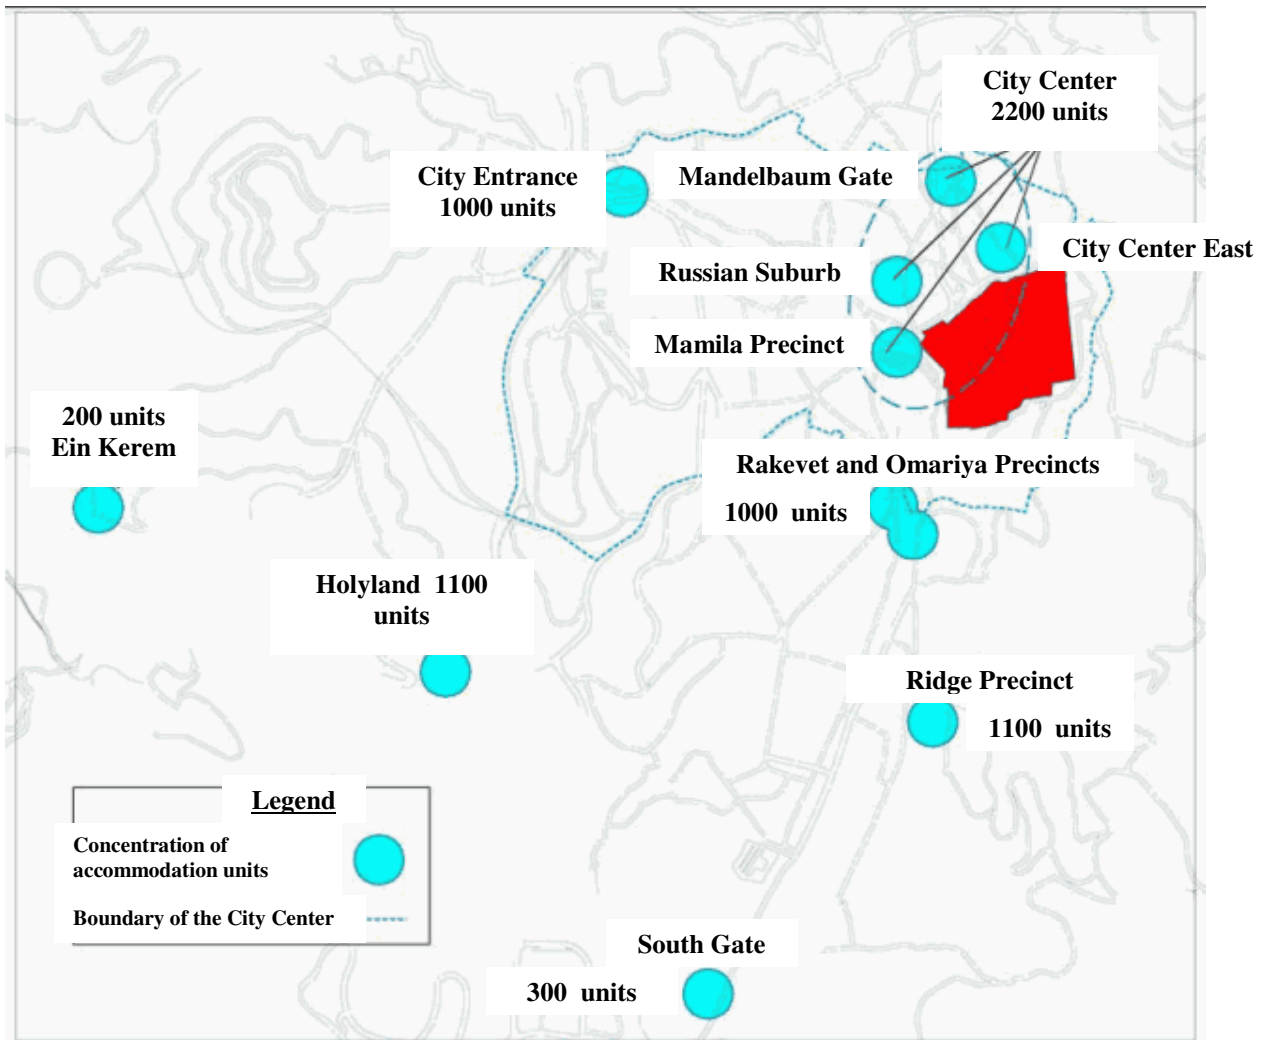 City Center
2200 units
City Entrance
1000 units
Mandelbaum Gate
City Center East
Russian Suburb
Mamila Precinct
200 units
Ein Kerem
Rakevet and Omariya Precincts
1000 units
Holyland 1100
units
Ridge Precinct
1100 units
Legend
Concentration of
accommodation units
Boundary of the City Center
South Gate
300 units